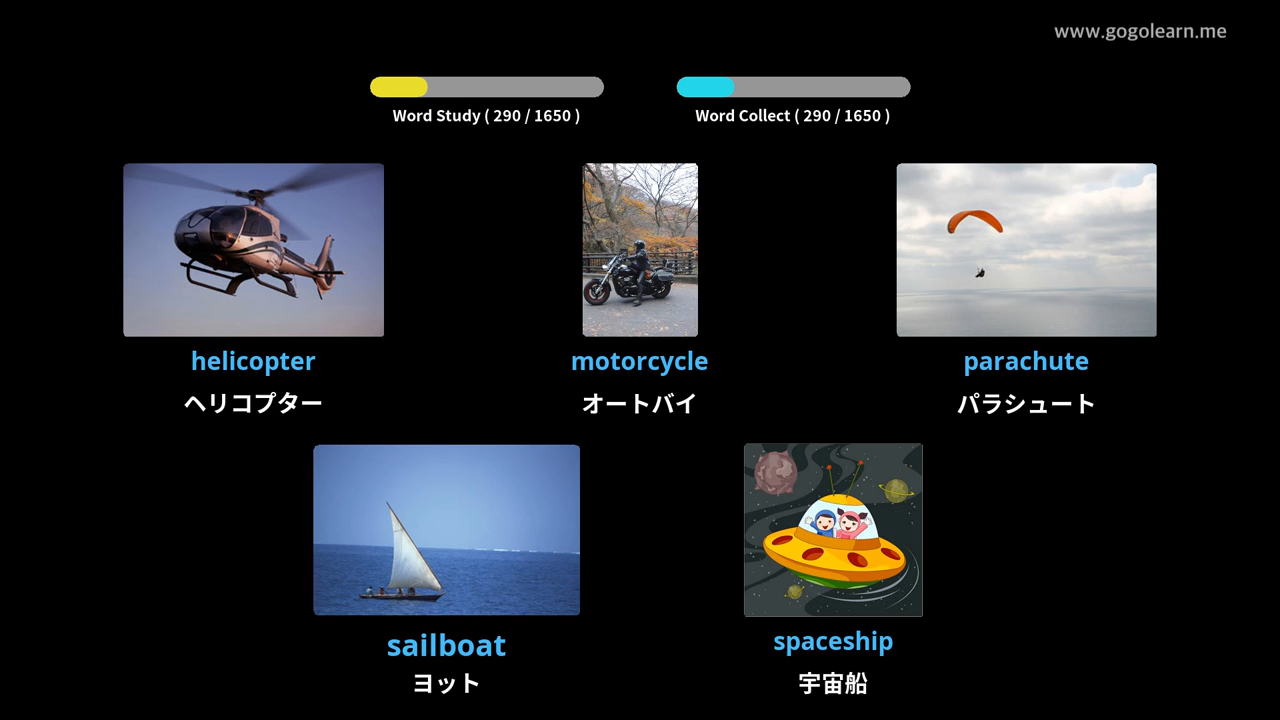 www.gogolearn.me
Word Study ( 290 / 1650 )
Word Collect ( 290 / 1650 )
helicopter
ヘリコプター
motorcycle
オートバイ
parachute
パラシュート
sailboat
ヨット
spaceship
宇宙船